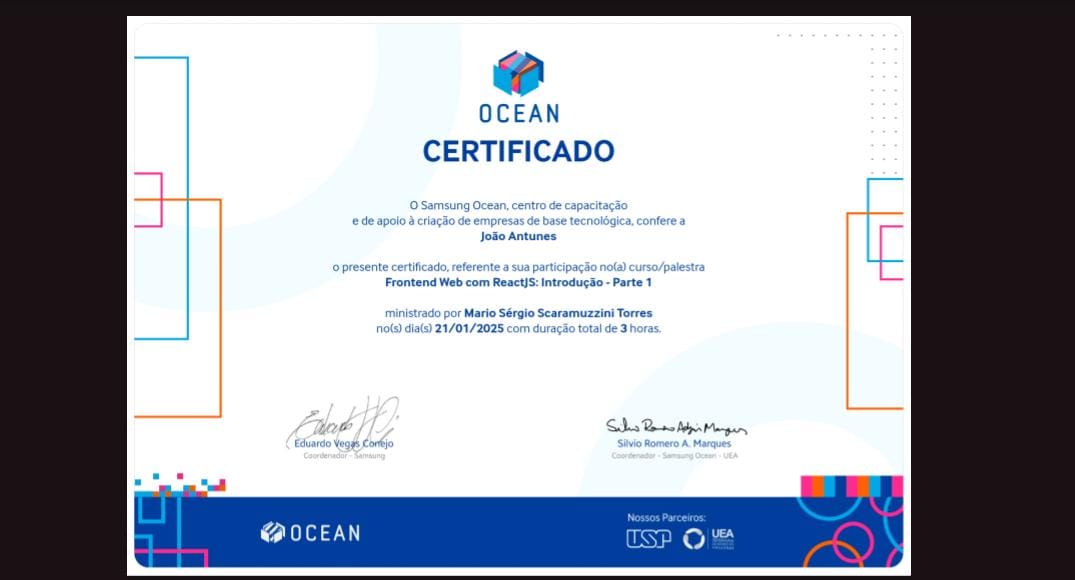 OCEAN
CERTIFICADO
O Samsung Ocean, centro de capacitação
e de apoio à criação de empresas de base tecnológica, confere a
João Antunes
o presente certificado, referente a sua participação no(a) curso/palestra
Frontend Web com ReactJS: Introdução - Parte 1
ministrado por Mario Sérgio Scaramuzzini Torres
no(s) dia(s) 21/01/2025 com duração total de 3 horas.
Eduardo Vegas Conejo
Coordenador - Samsung
Silvio Romero A. Marques
Coordenador - Samsung Ocean - UEA
OCEAN
Nossos Parceiros:
USP
UEA